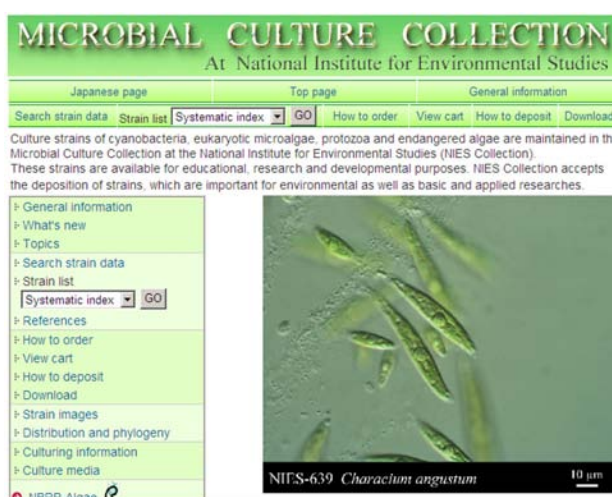 MICROBIAL CULTURE COLLECTION
At National Institute for Environmental Studies
Japanese page Top page General information
Search strain data Strain list Systematic index GO How to order View cart How to deposit Download
Culture strains of cyanobacteria, eukaryotic microalgae, protozoa and endangered algae are maintained in th
Microbial Culture Collection at the National Institute for Environmental Studies (NIES Collection).
These strains are available for educational, research and developmental purposes. NIES Collection accepts
the deposition of strains, which are important for environmental as well as basic and applied researches.
General information
What's new
Topics
Search strain data
Strain list
Systematic index GO
References
How to order
View cart
How to deposit
Download
Strain images
Distribution and phylogeny
Culturing information
Culture media
NBRP Algae
NIES-639 Characium angustum 10 μm